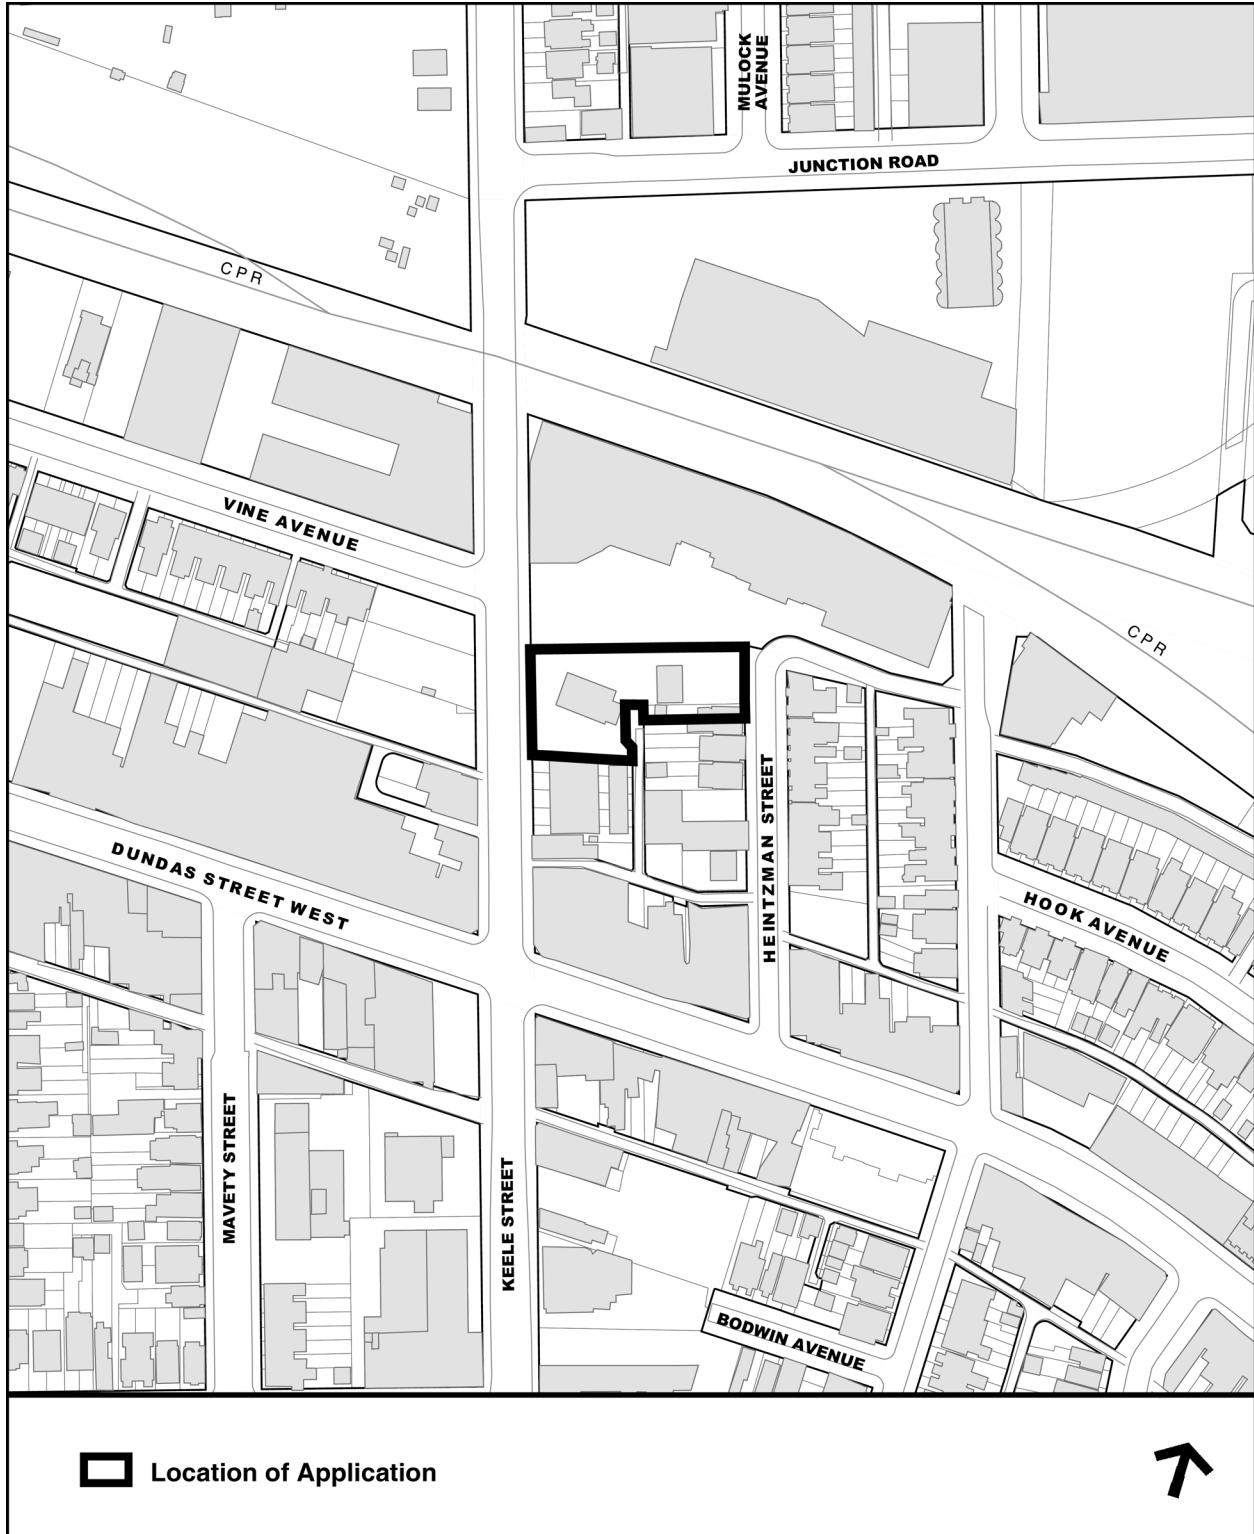 MULOCK
AVENUE
JUNCTION ROAD
CPR
VINE AVENUE
CPR
HEINTZMAN STREET
DUNDAS STREET WEST
HOOK AVENUE
MAVETY STREET
KEELE STREET
BODWIN AVENUE
Location of Application